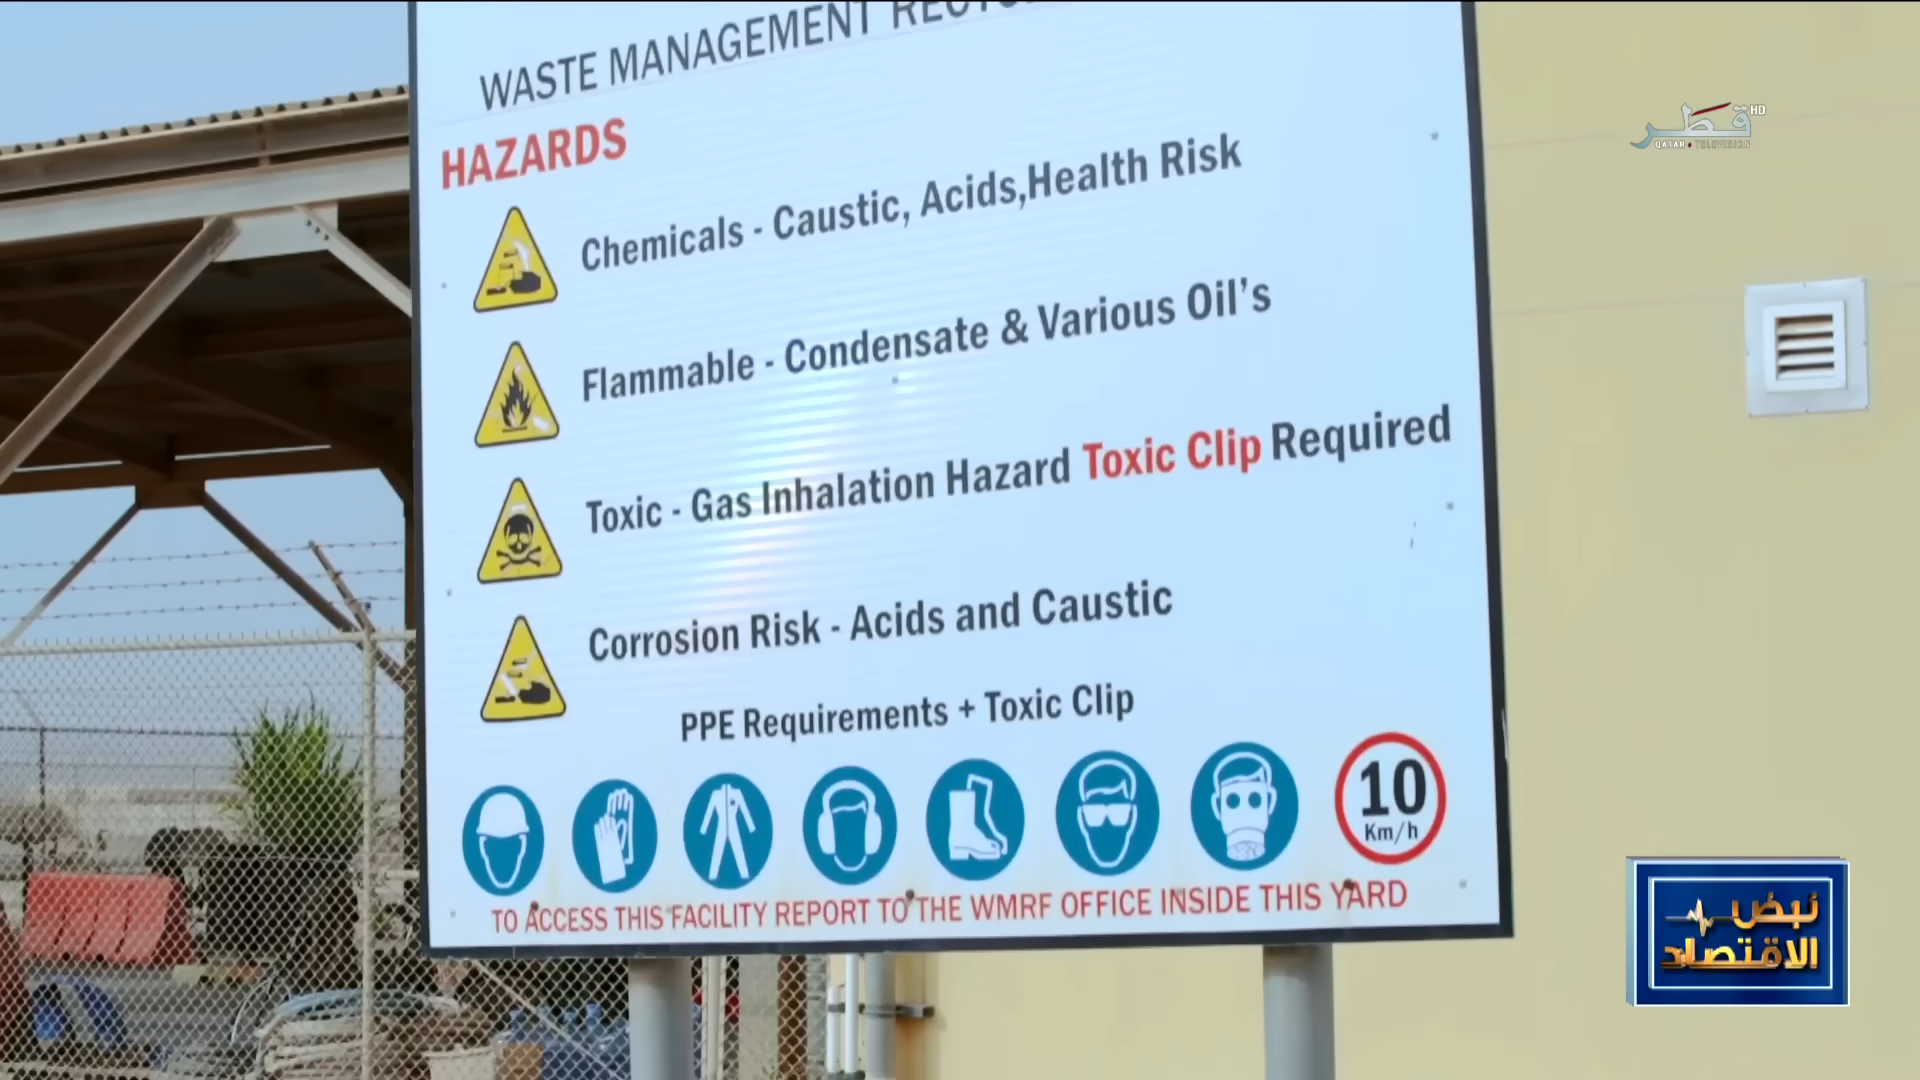 WASTE MANAGEMENT
HAZARDS
Chemicals - Caustic, Acids,Health Risk
Flammable - Condensate & Various Oil's
Toxic - Gas Inhalation Hazard Toxic Clip Required
Corrosion Risk - Acids and Caustic
PPE Requirements + Toxic Clip
10
Km/h
TO ACCESS THIS FACILITY REPORT TO THE WMRF OFFICE INSIDE THIS YARD
قطر HD
QATAR TELEVISION
نبض
الاقتصاد